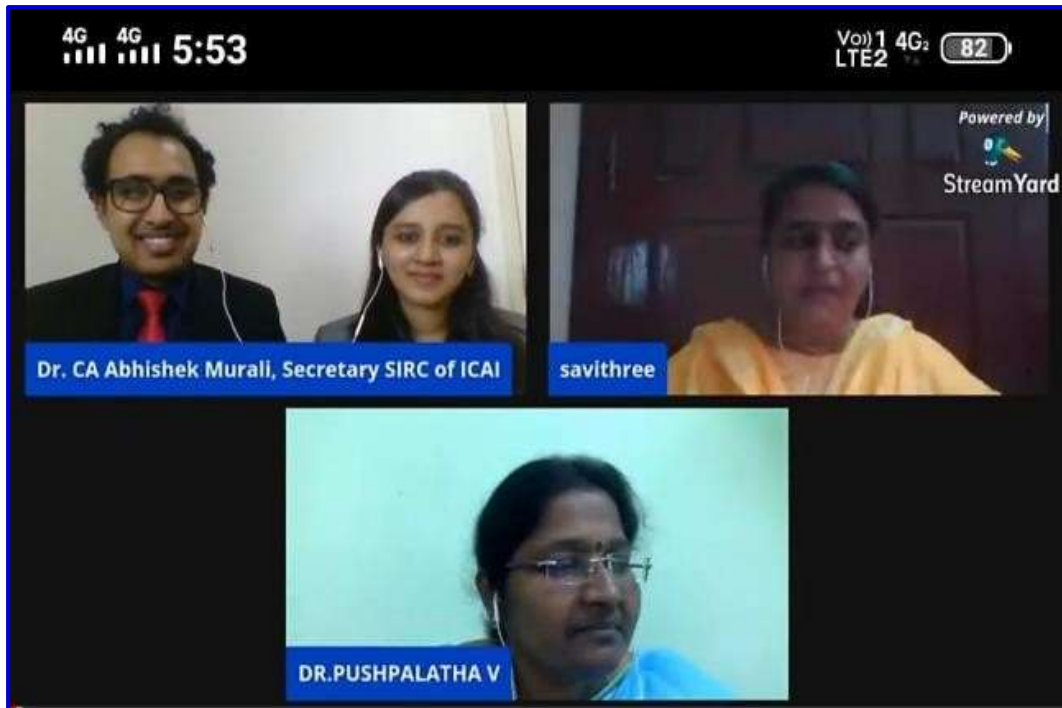 4G 4G 5:53
Vo)) 1 4G2 82
LTE2
Powered by
StreamYard
Dr. CA Abhishek Murali, Secretary SIRC of ICAI
savithree
DR.PUSHPALATHA V